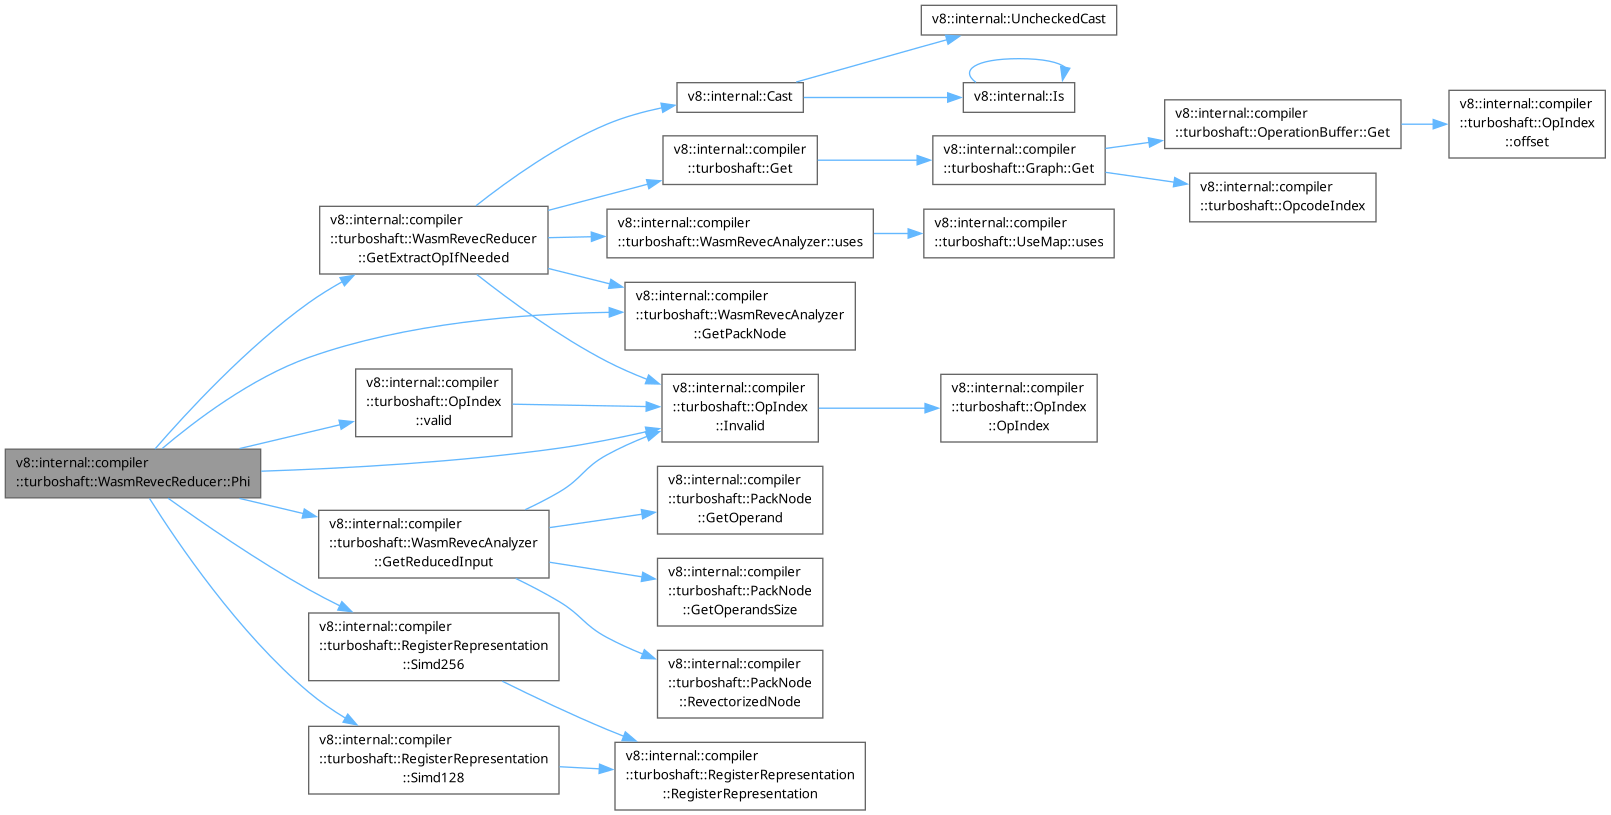 v8::internal::UncheckedCast
v8::internal::Cast
v8::internal::Is
v8::internal::compiler
::turboshaft::OpIndex
::offset
v8::internal::compiler
::turboshaft::OperationBuffer::Get
v8::internal::compiler
::turboshaft::Get
v8::internal::compiler
::turboshaft::Graph::Get
v8::internal::compiler
::turboshaft::OpcodeIndex
v8::internal::compiler
::turboshaft::WasmRevecReducer
::GetExtractOpIfNeeded
v8::internal::compiler
::turboshaft::WasmRevecAnalyzer::uses
v8::internal::compiler
::turboshaft::UseMap::uses
v8::internal::compiler
::turboshaft::WasmRevecAnalyzer
::GetPackNode
v8::internal::compiler
::turboshaft::OpIndex
::valid
v8::internal::compiler
::turboshaft::OpIndex
::Invalid
v8::internal::compiler
::turboshaft::OpIndex
::OpIndex
v8::internal::compiler
::turboshaft::WasmRevecReducer::Phi
v8::internal::compiler
::turboshaft::PackNode
::GetOperand
v8::internal::compiler
::turboshaft::WasmRevecAnalyzer
::GetReducedInput
v8::internal::compiler
::turboshaft::PackNode
::GetOperandsSize
v8::internal::compiler
::turboshaft::RegisterRepresentation
::Simd256
v8::internal::compiler
::turboshaft::PackNode
::RevectorizedNode
v8::internal::compiler
::turboshaft::RegisterRepresentation
::Simd128
v8::internal::compiler
::turboshaft::RegisterRepresentation
::RegisterRepresentation